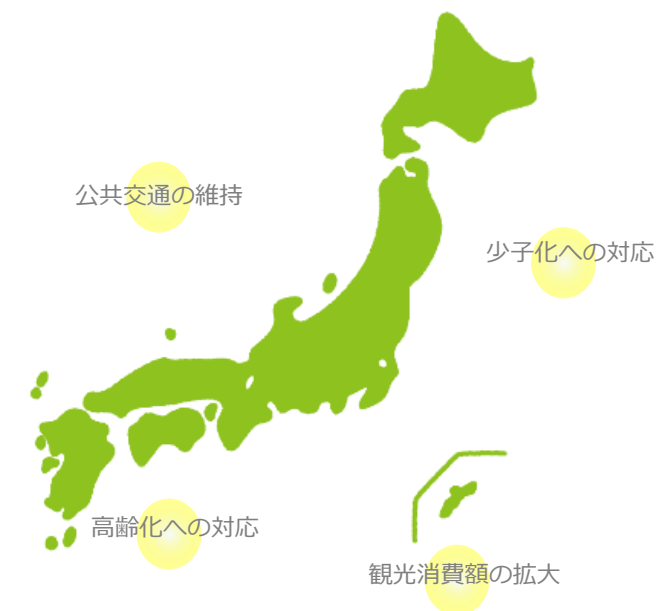 公共交通の維持
少子化への対応
高齢化への対応
観光消費額の拡大